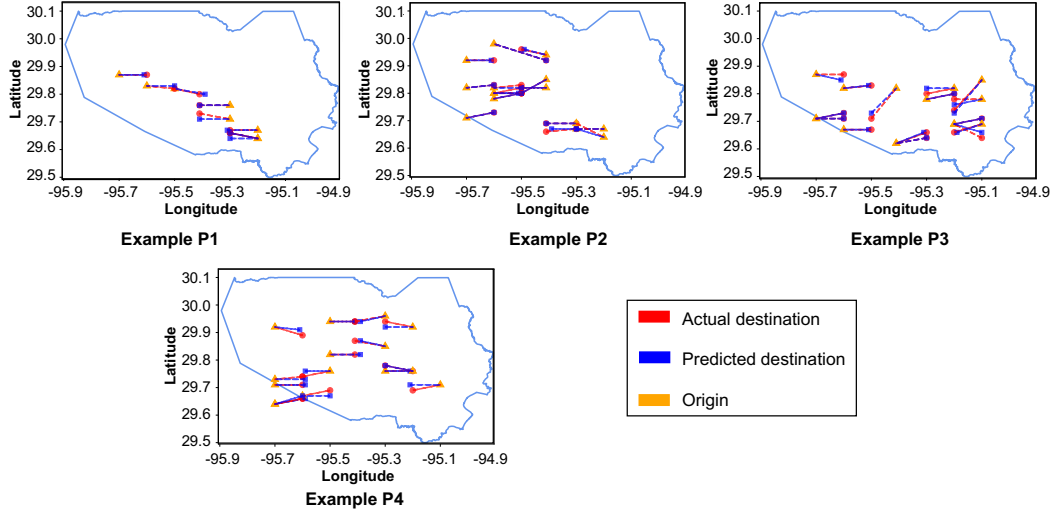 30.1
30.0
29.9
29.8
29.7
29.6
29.5
Latitude
-95.9 -95.7 -95.5 -95.3 -95.1 -94.9
Longitude
Example P1
30.1
30.0
29.9
29.8
29.7
29.6
29.5
Latitude
-95.9 -95.7 -95.5 -95.3 -95.1 -94.9
Longitude
Example P2
30.1
30.0
29.9
29.8
29.7
29.6
29.5
Latitude
-95.9 -95.7 -95.5 -95.3 -95.1 -94.9
Longitude
Example P3
30.1
30.0
29.9
29.8
29.7
29.6
29.5
Latitude
-95.9 -95.7 -95.5 -95.3 -95.1 -94.9
Longitude
Example P4
Actual destination
Predicted destination
Origin